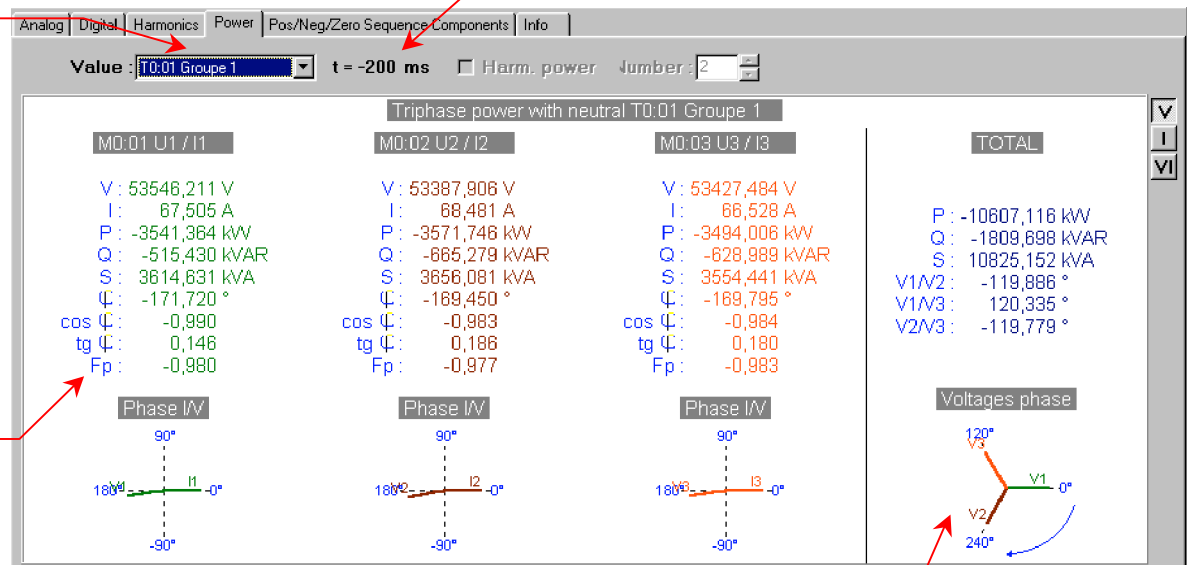 Analog Digital Harmonics Power Pos/Neg/Zero Sequence Components Info
Value : T0:01 Groupe 1 t = -200 ms Harm. power Number : 2
Triphase power with neutral T0:01 Groupe 1
M0:01 U1 / I1 M0:02 U2 / I2 M0:03 U3 / I3 TOTAL
V : 53546,211 V V : 53387,906 V V : 53427,484 V
I : 67,505 A I : 68,481 A I : 66,528 A
P : -3541,364 kW P : -3571,746 kW P : -3494,006 kW P : -10607,116 kW
Q : -515,430 kVAR Q : -665,279 kVAR Q : -628,989 kVAR Q : -1809,698 kVAR
S : 3614,631 kVA S : 3656,081 kVA S : 3554,441 kVA S : 10825,152 kVA
Φ : -171,720 ° Φ : -169,450 ° Φ : -169,795 ° V1/V2 : -119,886 °
cos Φ : -0,990 cos Φ : -0,983 cos Φ : -0,984 V1/V3 : 120,335 °
tg Φ : 0,146 tg Φ : 0,186 tg Φ : 0,180 V2/V3 : -119,779 °
Fp : -0,980 Fp : -0,977 Fp : -0,983
Phase I/V Phase I/V Phase I/V Voltages phase
90° 90° 90° 120°
V3
180° V1 I1 0° 180° V2 I2 0° 180° V3 I3 0° V1 0°
V2
-90° -90° -90° 240°
V
I
VI